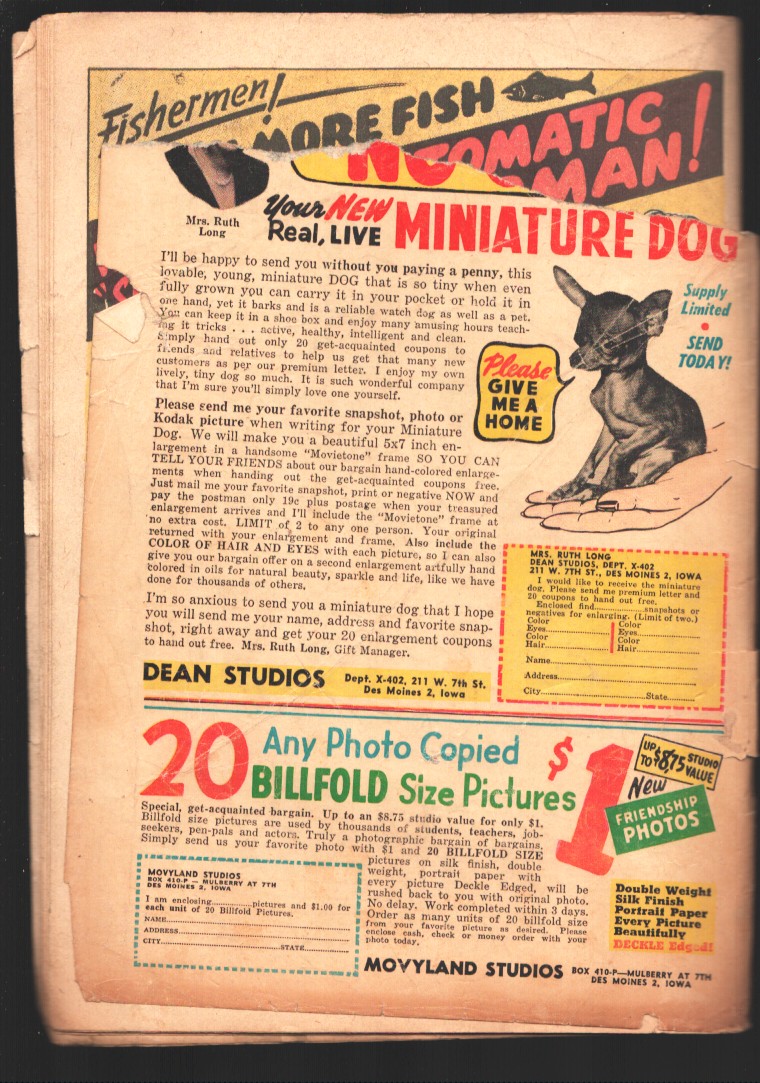 Fishermen!
MORE FISH
OMATIC
MAN!
Mrs. Ruth
Long
Your NEW
Real, LIVE MINIATURE DOG
I'll be happy to send you without you paying a penny, this
lovable, young, miniature DOG that is so tiny when even
fully grown you can carry it in your pocket or hold it in
one hand, yet it barks and is a reliable watch dog as well as a pet.
You can keep it in a shoe box and enjoy many amusing hours teach-
ing it tricks . . . active, healthy, intelligent and clean.
Simply hand out only 20 get-acquainted coupons to
friends and relatives to help us get that many new
customers as per our premium letter. I enjoy my own
lively, tiny dog so much. It is such wonderful company
that I'm sure you'll simply love one yourself.
Please send me your favorite snapshot, photo or
Kodak picture when writing for your Miniature
Dog. We will make you a beautiful 5x7 inch en-
largement in a handsome "Movietone" frame SO YOU CAN
TELL YOUR FRIENDS about our bargain hand-colored enlarge-
ments when handing out the get-acquainted coupons free.
Just mail me your favorite snapshot, print or negative NOW and
pay the postman only 19c plus postage when your treasured
enlargement arrives and I'll include the "Movietone" frame at
no extra cost. LIMIT of 2 to any one person. Your original
returned with your enlargement and frame. Also include the
COLOR OF HAIR AND EYES with each picture, so I can also
give you our bargain offer on a second enlargement artfully hand
colored in oils for natural beauty, sparkle and life, like we have
done for thousands of others.
I'm so anxious to send you a miniature dog that I hope
you will send me your name, address and favorite snap-
shot, right away and get your 20 enlargement coupons
to hand out free. Mrs. Ruth Long, Gift Manager.
Supply
Limited
•
SEND
TODAY!
Please
GIVE
ME A
HOME
MRS. RUTH LONG
DEAN STUDIOS, DEPT. X-402
211 W. 7TH ST., DES MOINES 2, IOWA
I would like to receive the miniature
dog. Please send me premium letter and
20 coupons to hand out free.
Enclosed find..............snapshots or
negatives for enlarging. (Limit of two.)
Color Color
Eyes.............. Eyes..............
Color Color
Hair.............. Hair..............
Name..............
Address..............
City..............State..............
DEAN STUDIOS Dept. X-402, 211 W. 7th St.
Des Moines 2, Iowa
20 Any Photo Copied
BILLFOLD Size Pictures
$1
UP TO $8.75 STUDIO VALUE
New
FRIENDSHIP
PHOTOS
Special, get-acquainted bargain. Up to an $8.75 studio value for only $1.
Billfold size pictures are used by thousands of students, teachers, job-
seekers, pen-pals and actors. Truly a photographic bargain of bargains.
Simply send us your favorite photo with $1 and 20 BILLFOLD SIZE
pictures on silk finish, double
weight, portrait paper with
every picture Deckle Edged, will be
rushed back to you with original photo.
No delay. Work completed within 3 days.
Order as many units of 20 billfold size
from your favorite picture as desired. Please
enclose cash, check or money order with your
photo today.
MOVYLAND STUDIOS
BOX 410-P — MULBERRY AT 7TH
DES MOINES 2, IOWA
I am enclosing..............pictures and $1.00 for
each unit of 20 Billfold Pictures.
NAME..............
ADDRESS..............
CITY..............STATE..............
Double Weight
Silk Finish
Portrait Paper
Every Picture
Beautifully
DECKLE Edged!
MOVYLAND STUDIOS BOX 410-P—MULBERRY AT 7TH
DES MOINES 2, IOWA